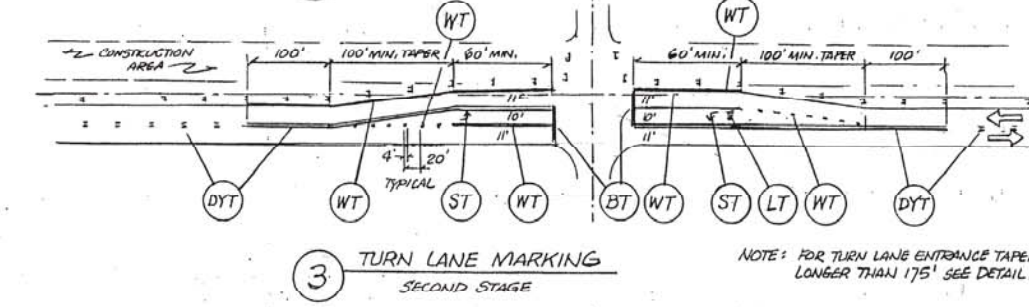 WT
WT
CONSTRUCTION
AREA
100' 100' MIN. TAPER 60' MIN.
60' MIN. 100' MIN. TAPER 100'
11'
10'
11'
11'
10'
11'
4' 20'
TYPICAL
DYT WT ST WT BT WT ST LT WT DYT
3 TURN LANE MARKING
SECOND STAGE
NOTE: FOR TURN LANE ENTRANCE TAPER
LONGER THAN 175' SEE DETAIL